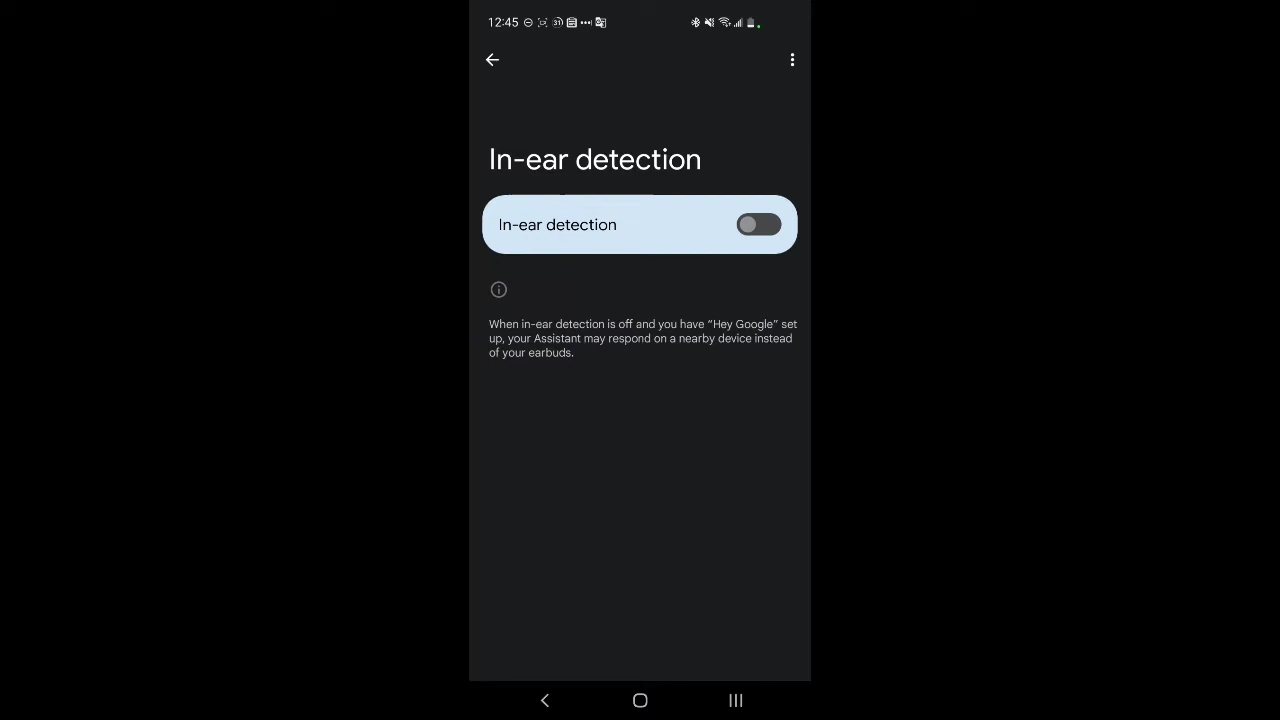 12:45
In-ear detection
In-ear detection
When in-ear detection is off and you have “Hey Google” set
up, your Assistant may respond on a nearby device instead
of your earbuds.